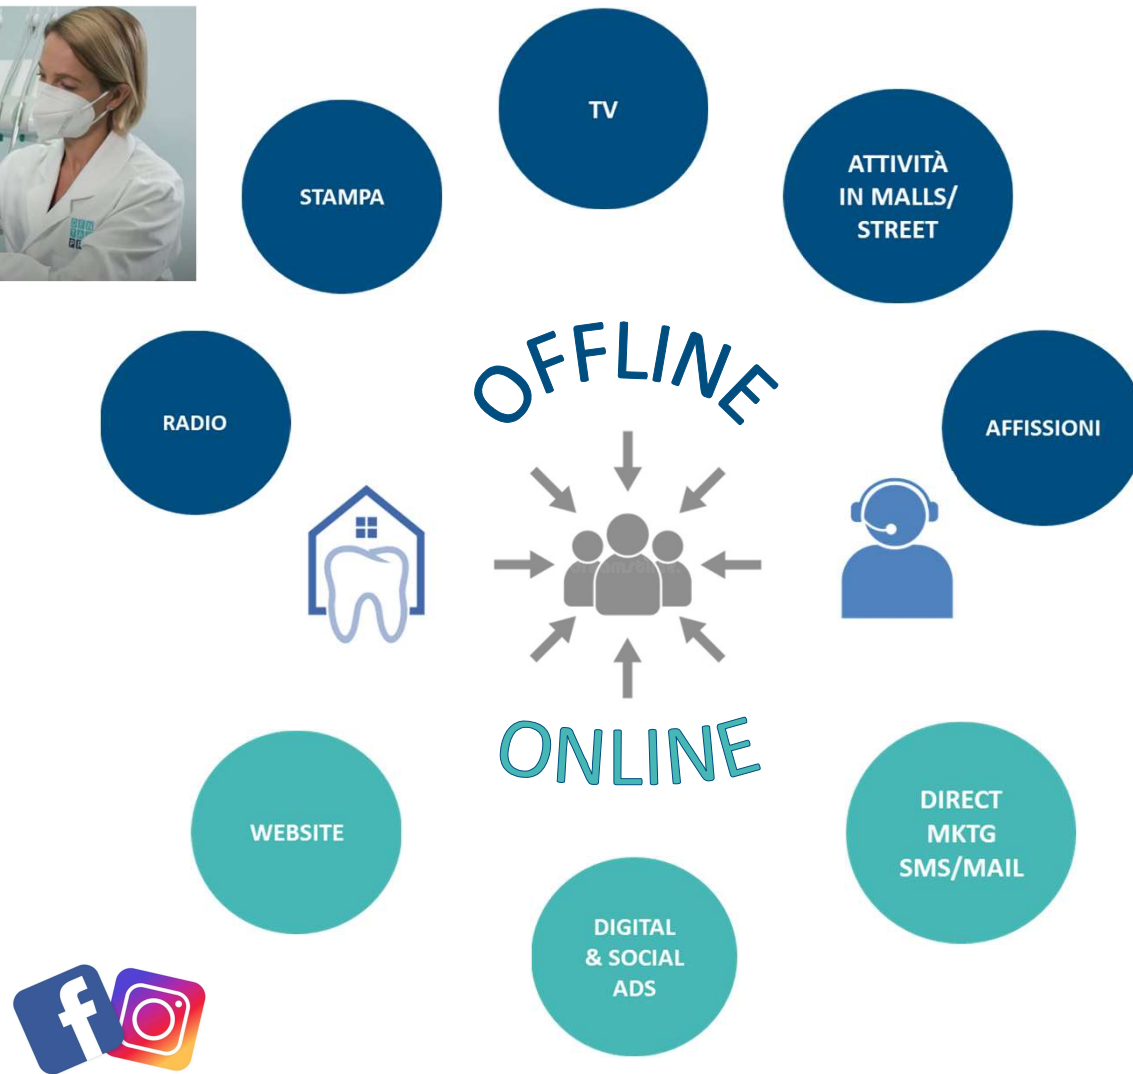 TV
STAMPA
ATTIVITÀ
IN MALLS/
STREET
RADIO
OFFLINE
AFFISSIONI
ONLINE
WEBSITE
DIRECT
MKTG
SMS/MAIL
DIGITAL
& SOCIAL
ADS